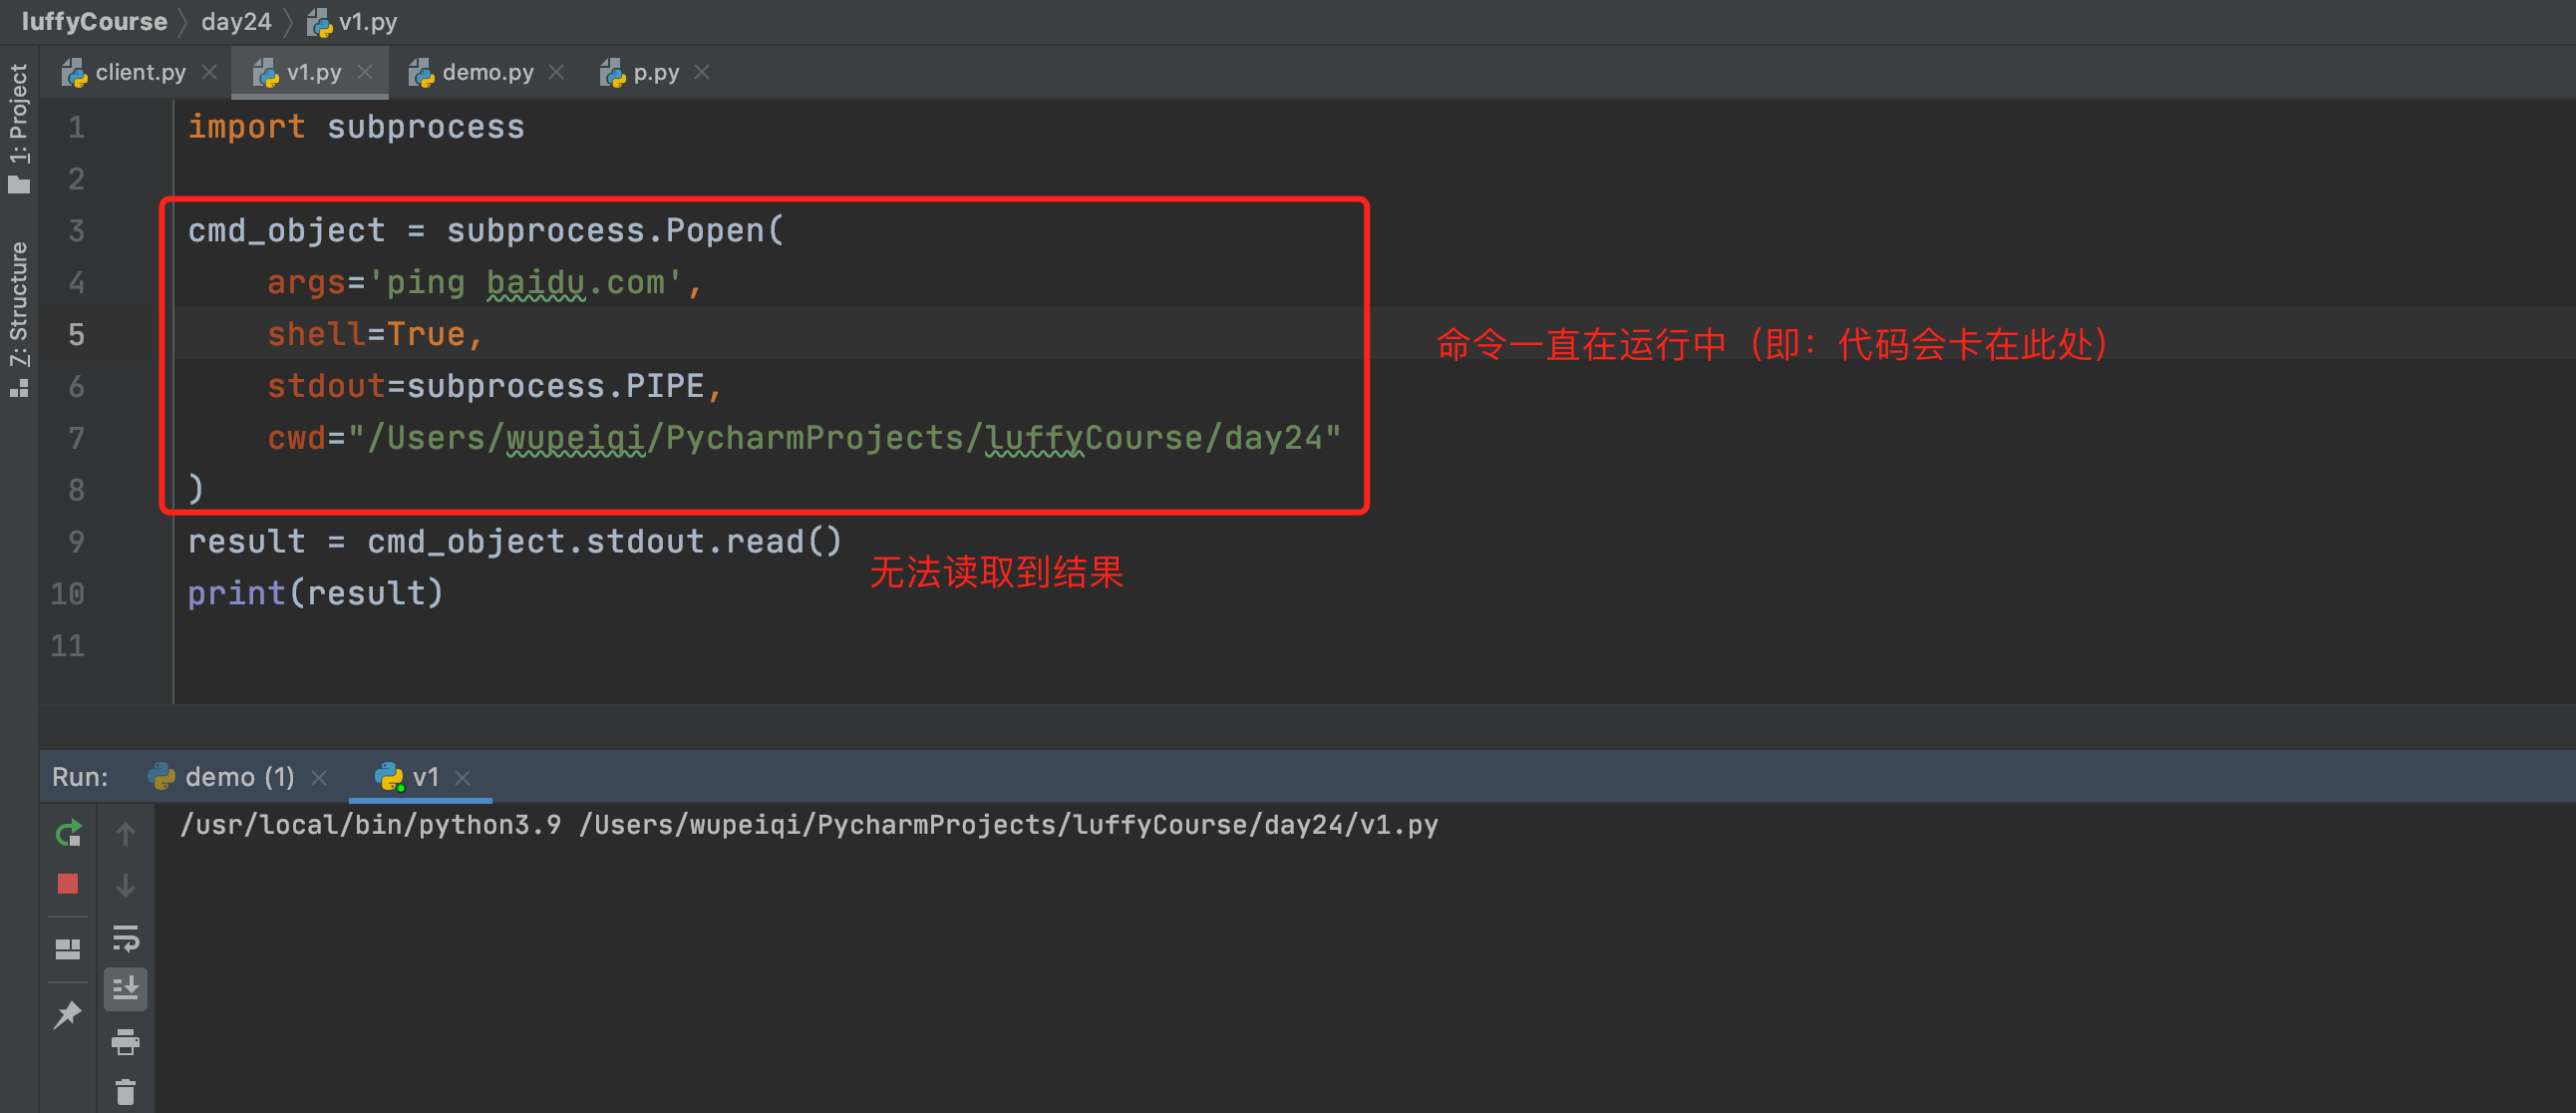 luffyCourse day24 v1.py
client.py v1.py demo.py p.py
1: Project
7: Structure
1 import subprocess
2
3 cmd_object = subprocess.Popen(
4 args='ping baidu.com',
5 shell=True,
命令一直在运行中（即：代码会卡在此处）
6 stdout=subprocess.PIPE,
7 cwd="/Users/wupeiqi/PycharmProjects/luffyCourse/day24"
8 )
9 result = cmd_object.stdout.read()
无法读取到结果
10 print(result)
11
Run: demo (1) v1
/usr/local/bin/python3.9 /Users/wupeiqi/PycharmProjects/luffyCourse/day24/v1.py